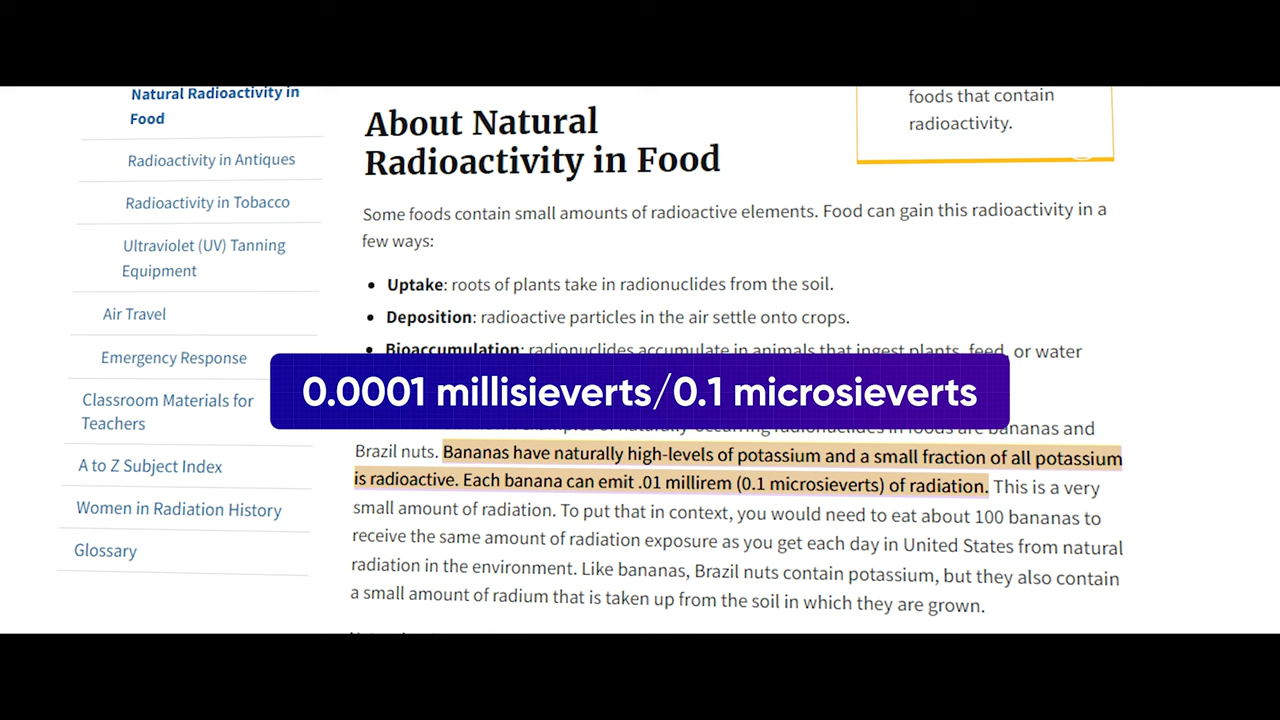 Natural Radioactivity in
Food
Radioactivity in Antiques
Radioactivity in Tobacco
Ultraviolet (UV) Tanning
Equipment
Air Travel
Emergency Response
Classroom Materials for
Teachers
A to Z Subject Index
Women in Radiation History
Glossary
foods that contain
radioactivity.
About Natural
Radioactivity in Food
Some foods contain small amounts of radioactive elements. Food can gain this radioactivity in a
few ways:
• Uptake: roots of plants take in radionuclides from the soil.
• Deposition: radioactive particles in the air settle onto crops.
• Bioaccumulation: radionuclides accumulate in animals that ingest plants, feed, or water
0.0001 millisieverts/0.1 microsieverts
examples of naturally-occurring radionuclides in foods are bananas and
Brazil nuts. Bananas have naturally high-levels of potassium and a small fraction of all potassium
is radioactive. Each banana can emit .01 millirem (0.1 microsieverts) of radiation. This is a very
small amount of radiation. To put that in context, you would need to eat about 100 bananas to
receive the same amount of radiation exposure as you get each day in United States from natural
radiation in the environment. Like bananas, Brazil nuts contain potassium, but they also contain
a small amount of radium that is taken up from the soil in which they are grown.